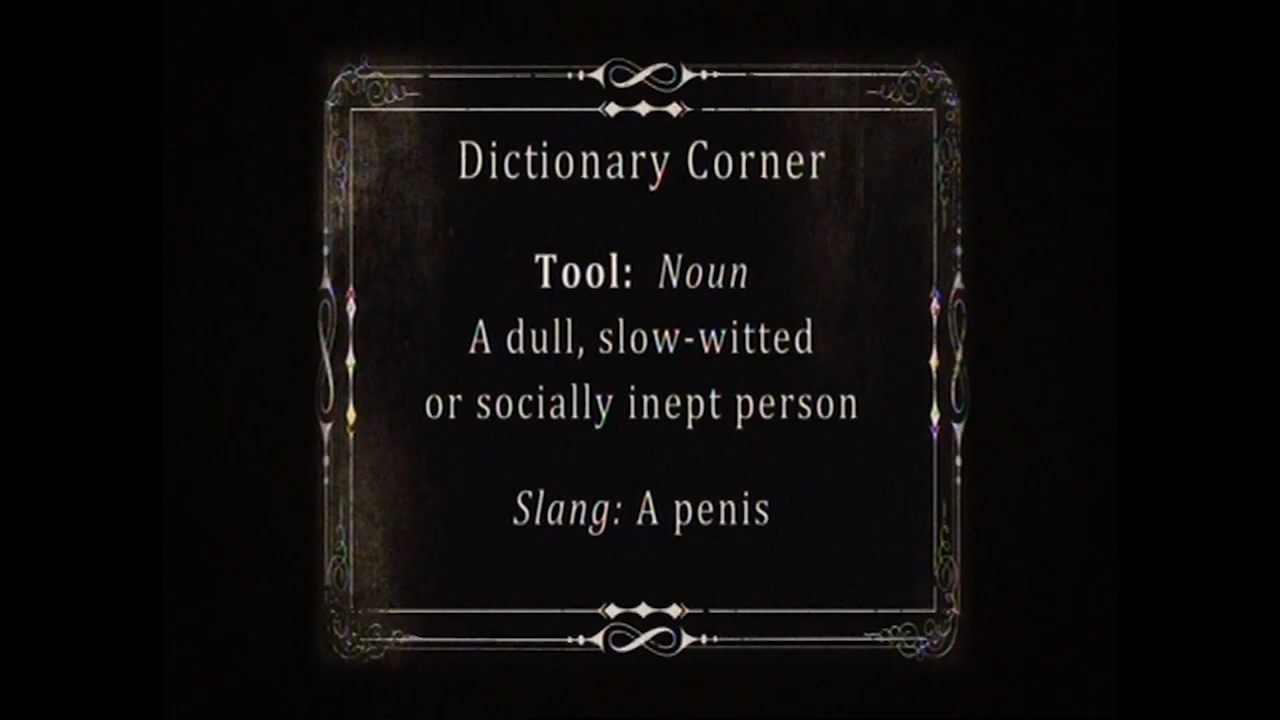 Dictionary Corner
Tool: Noun
A dull, slow-witted
or socially inept person
Slang: A penis